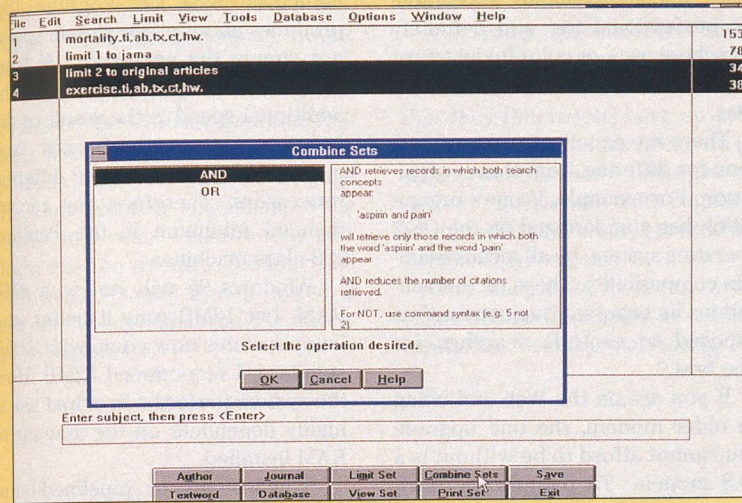 File Edit Search Limit View Tools Database Options Window Help
1 mortality.ti,ab,tx,ct,hw. 153
2 limit 1 to jama 78
3 limit 2 to original articles 34
4 exercise.ti,ab,tx,ct,hw. 38
Combine Sets
AND
OR
AND retrieves records in which both search
concepts
appear
'aspirin and pain'
will retrieve only those records in which both
the word 'aspirin' and the word 'pain'
appear
AND reduces the number of citations
retrieved.
For NOT, use command syntax (e.g. 5 not
2)
Select the operation desired.
OK Cancel Help
Enter subject, then press <Enter>
Author Journal Limit Set Combine Sets Save
Textword Database View Set Print Set Exit